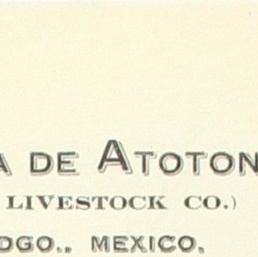 A DE ATOTON
LIVESTOCK CO.)
DGO., MEXICO.